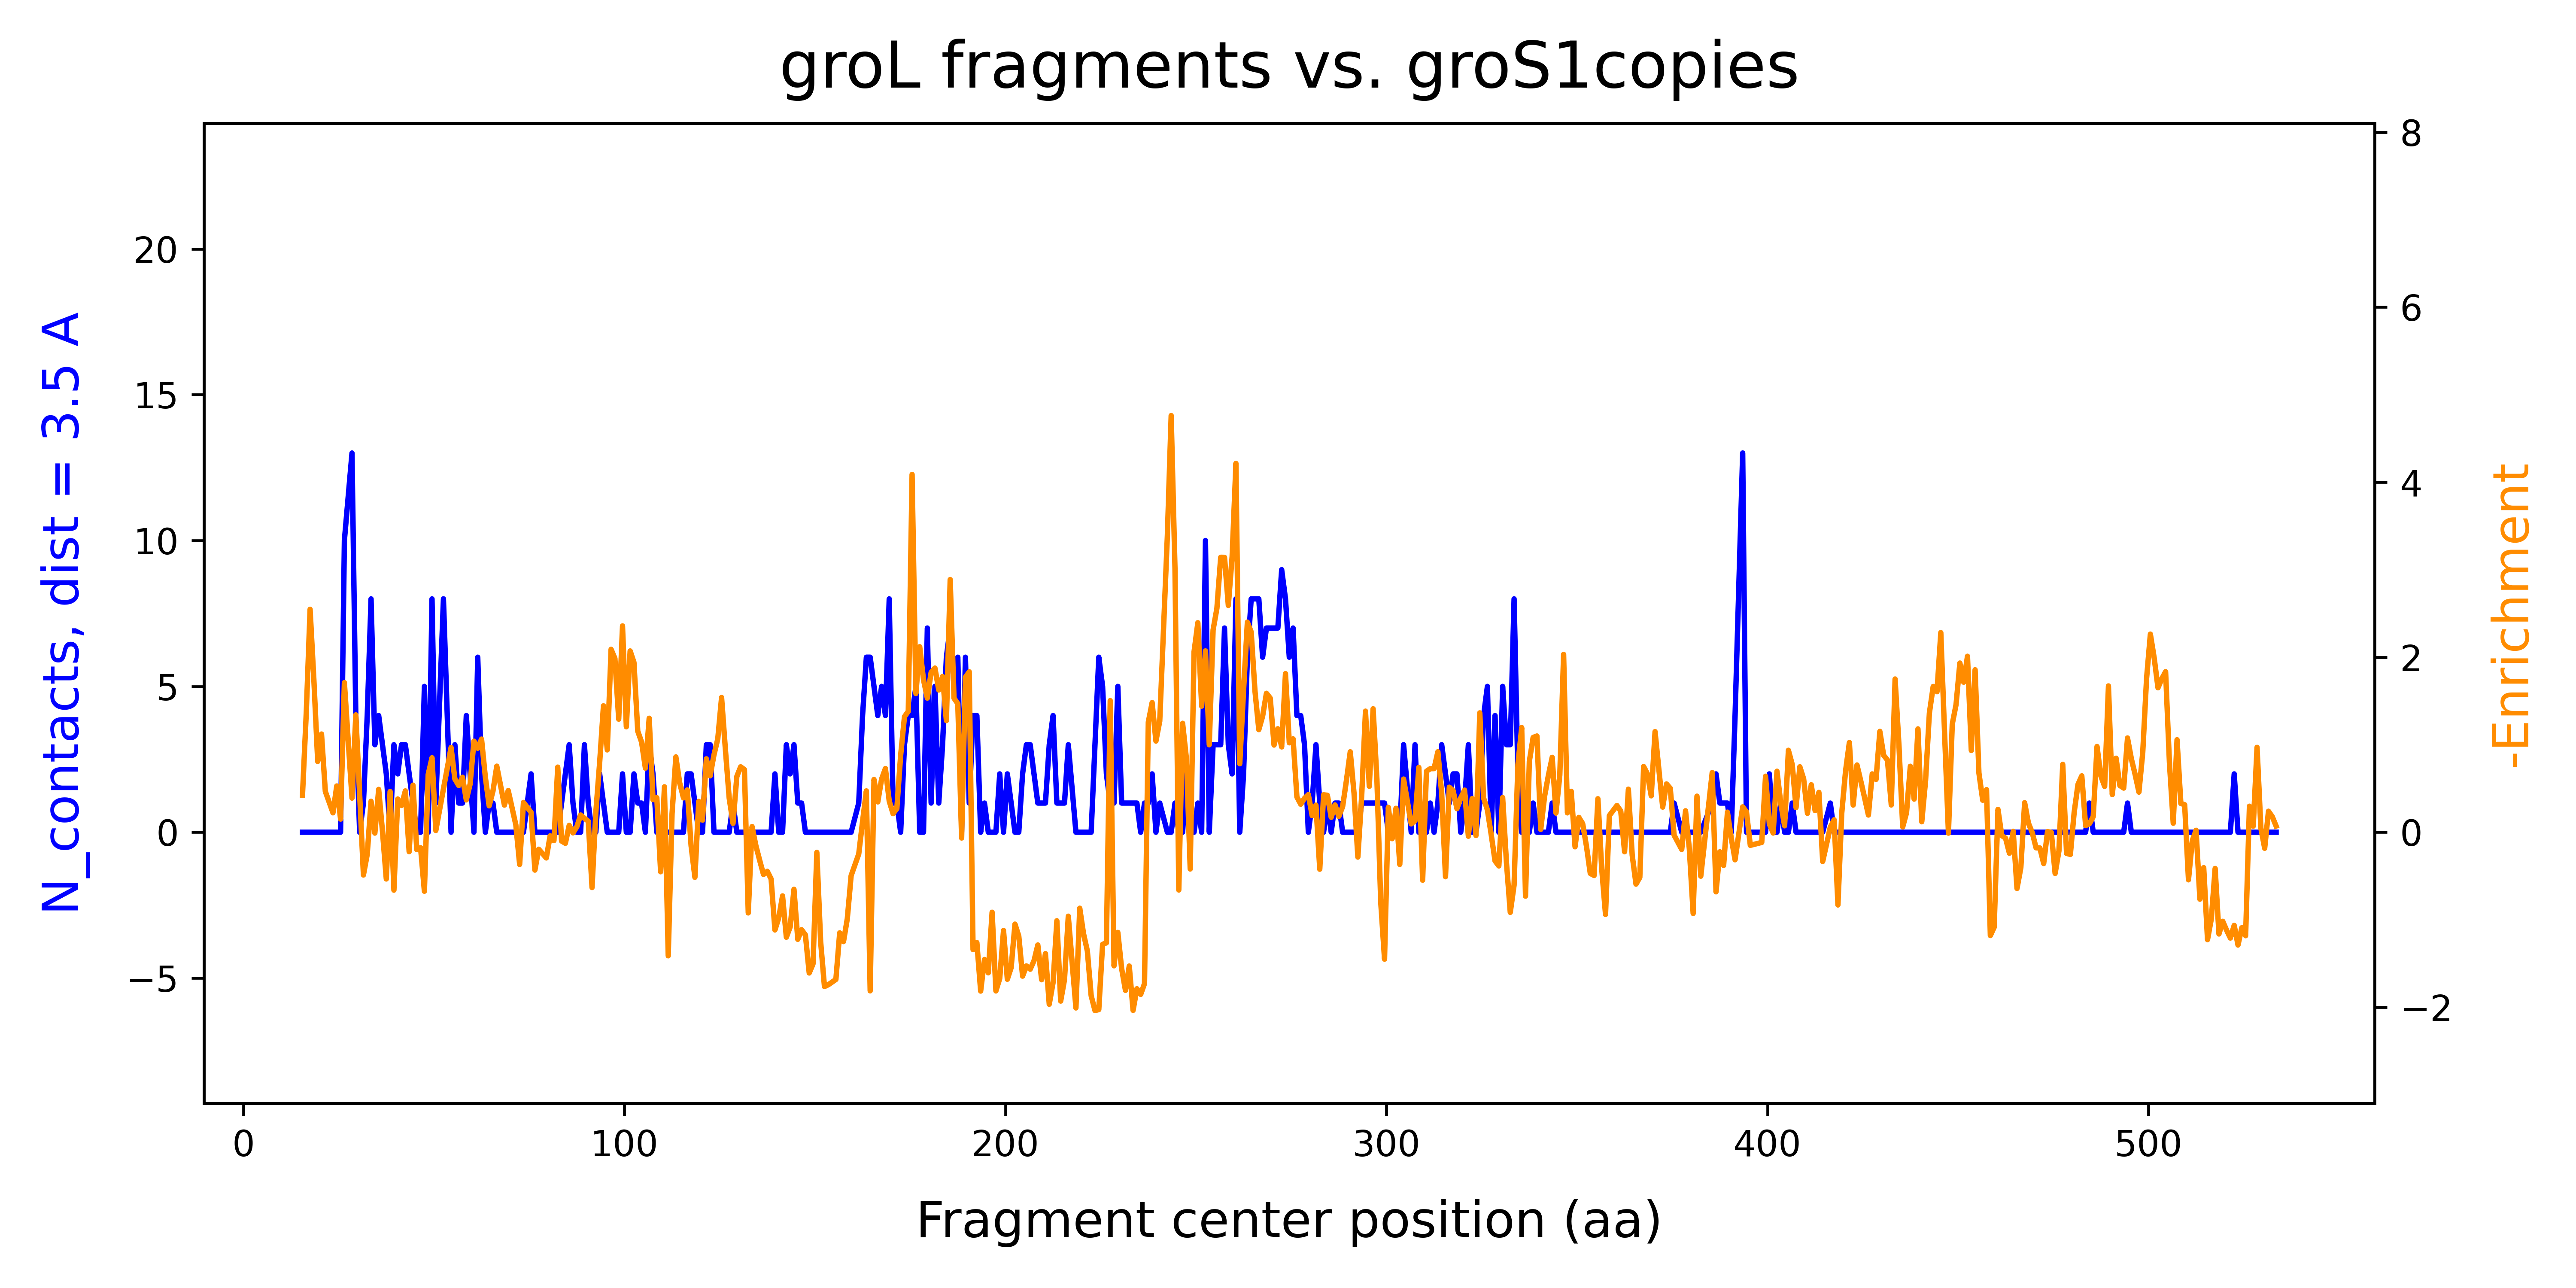 groL fragments vs. groS1copies
N_contacts, dist = 3.5 A
20
15
10
5
0
−5
8
6
4
2
0
−2
-Enrichment
0 100 200 300 400 500
Fragment center position (aa)